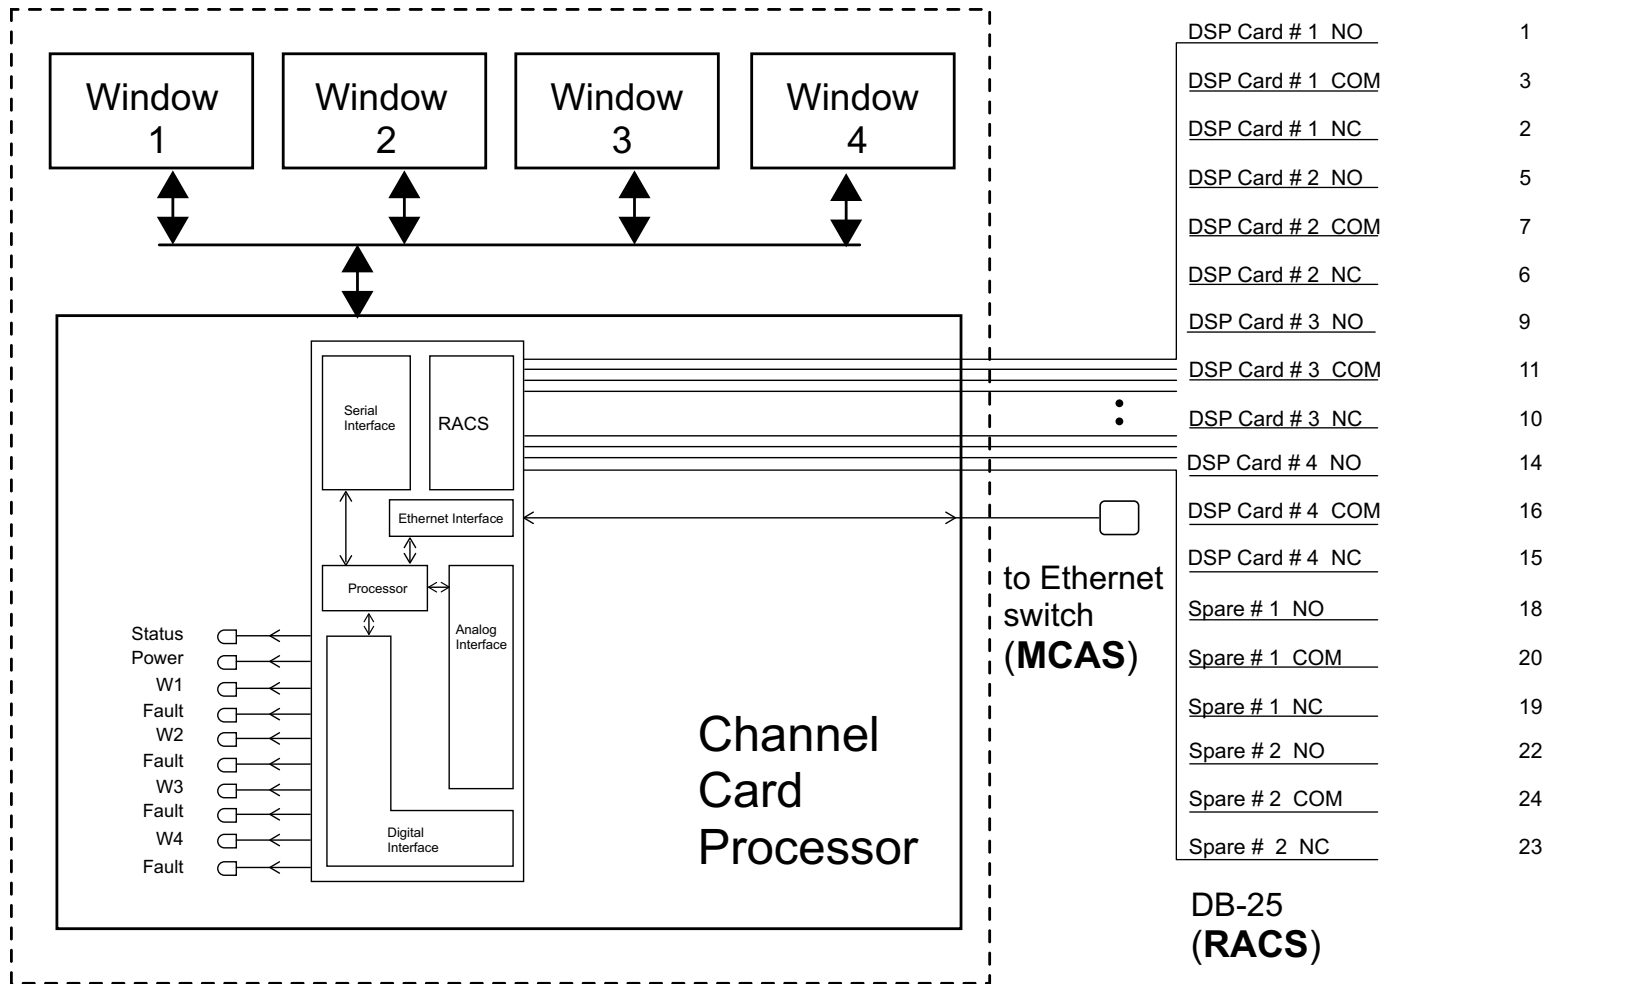 Window
1
Window
2
Window
3
Window
4
Serial
Interface
RACS
Ethernet Interface
Processor
Analog
Interface
Digital
Interface
Status
Power
W1
Fault
W2
Fault
W3
Fault
W4
Fault
Channel
Card
Processor
to Ethernet
switch
(MCAS)
DSP Card # 1 NO 1
DSP Card # 1 COM 3
DSP Card # 1 NC 2
DSP Card # 2 NO 5
DSP Card # 2 COM 7
DSP Card # 2 NC 6
DSP Card # 3 NO 9
DSP Card # 3 COM 11
DSP Card # 3 NC 10
DSP Card # 4 NO 14
DSP Card # 4 COM 16
DSP Card # 4 NC 15
Spare # 1 NO 18
Spare # 1 COM 20
Spare # 1 NC 19
Spare # 2 NO 22
Spare # 2 COM 24
Spare # 2 NC 23
DB-25
(RACS)